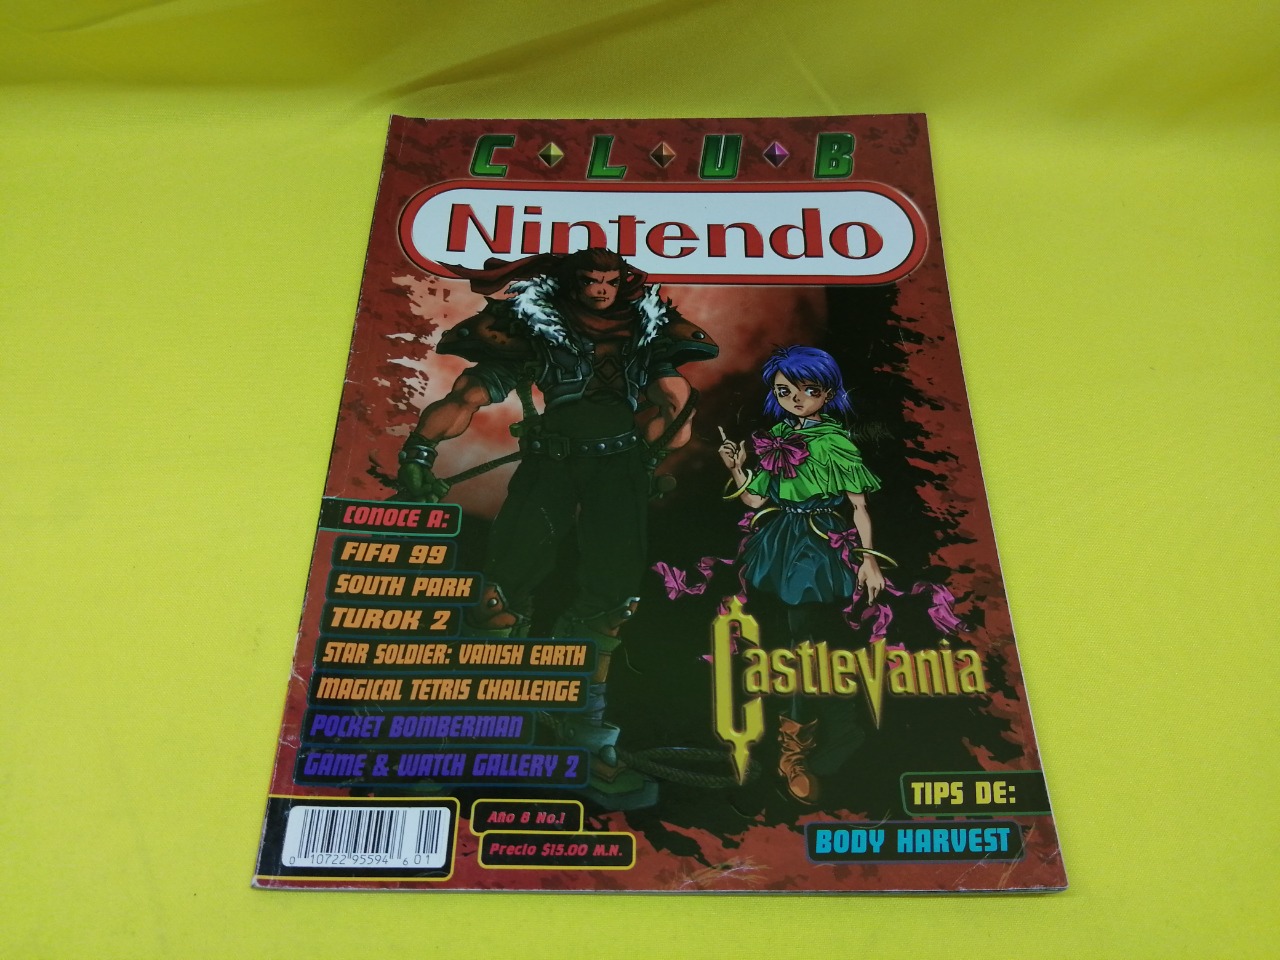 CLUB
Nintendo
CONOCE A:
FIFA 99
SOUTH PARK
TUROK 2
STAR SOLDIER: VANISH EARTH
MAGICAL TETRIS CHALLENGE
POCKET BOMBERMAN
GAME & WATCH GALLERY 2
CastleVania
TIPS DE:
BODY HARVEST
Año 8 No.1
Precio $15.00 M.N.
0 10722 95594 6 01